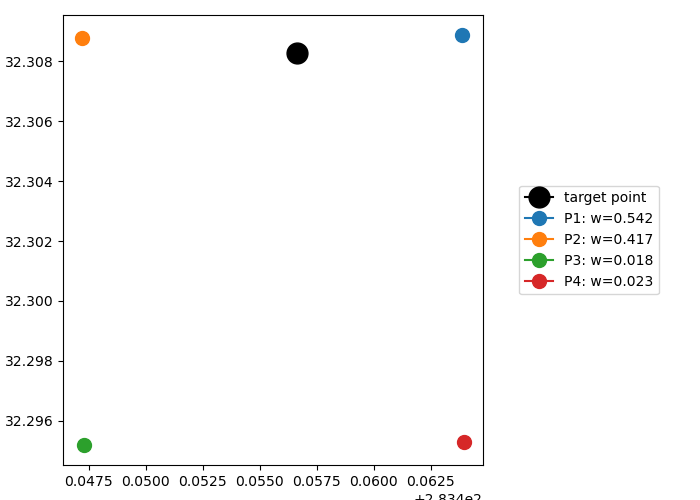 32.308
32.306
32.304
32.302
32.300
32.298
32.296
0.0475 0.0500 0.0525 0.0550 0.0575 0.0600 0.0625
+2.834e2
target point
P1: w=0.542
P2: w=0.417
P3: w=0.018
P4: w=0.023